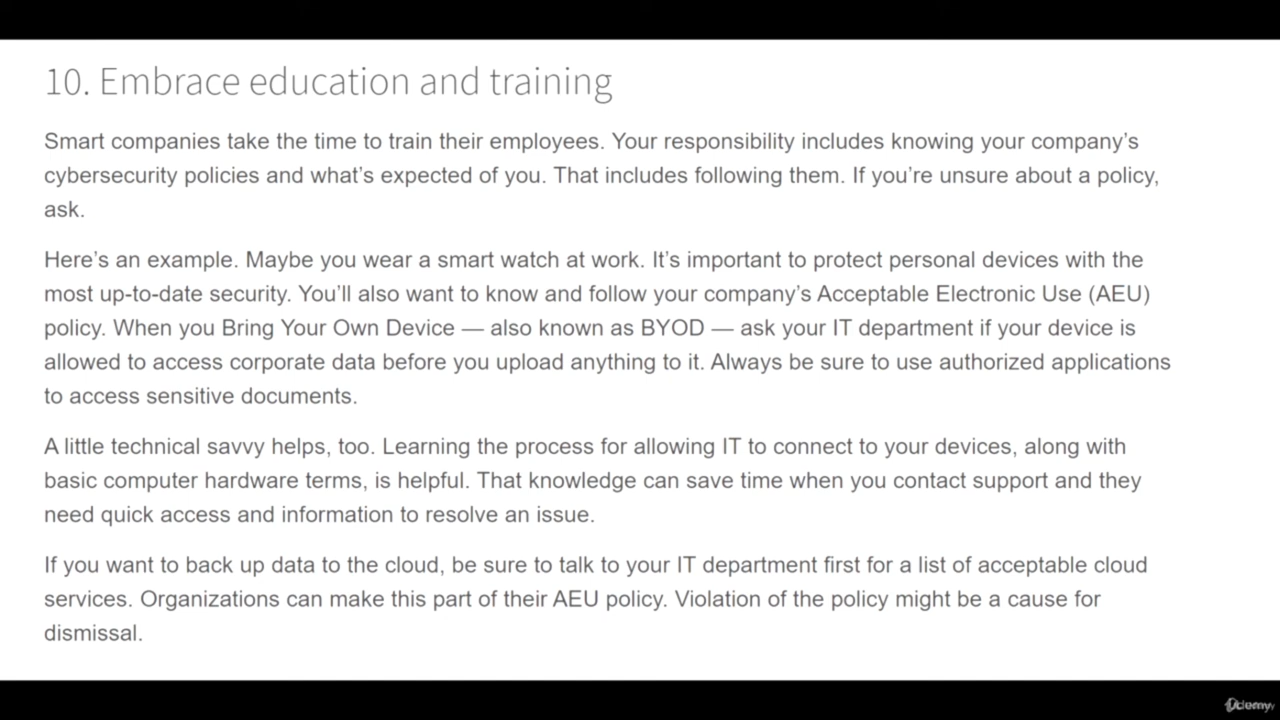 10. Embrace education and training
Smart companies take the time to train their employees. Your responsibility includes knowing your company’s
cybersecurity policies and what’s expected of you. That includes following them. If you’re unsure about a policy,
ask.
Here’s an example. Maybe you wear a smart watch at work. It’s important to protect personal devices with the
most up-to-date security. You’ll also want to know and follow your company’s Acceptable Electronic Use (AEU)
policy. When you Bring Your Own Device — also known as BYOD — ask your IT department if your device is
allowed to access corporate data before you upload anything to it. Always be sure to use authorized applications
to access sensitive documents.
A little technical savvy helps, too. Learning the process for allowing IT to connect to your devices, along with
basic computer hardware terms, is helpful. That knowledge can save time when you contact support and they
need quick access and information to resolve an issue.
If you want to back up data to the cloud, be sure to talk to your IT department first for a list of acceptable cloud
services. Organizations can make this part of their AEU policy. Violation of the policy might be a cause for
dismissal.
Udemy